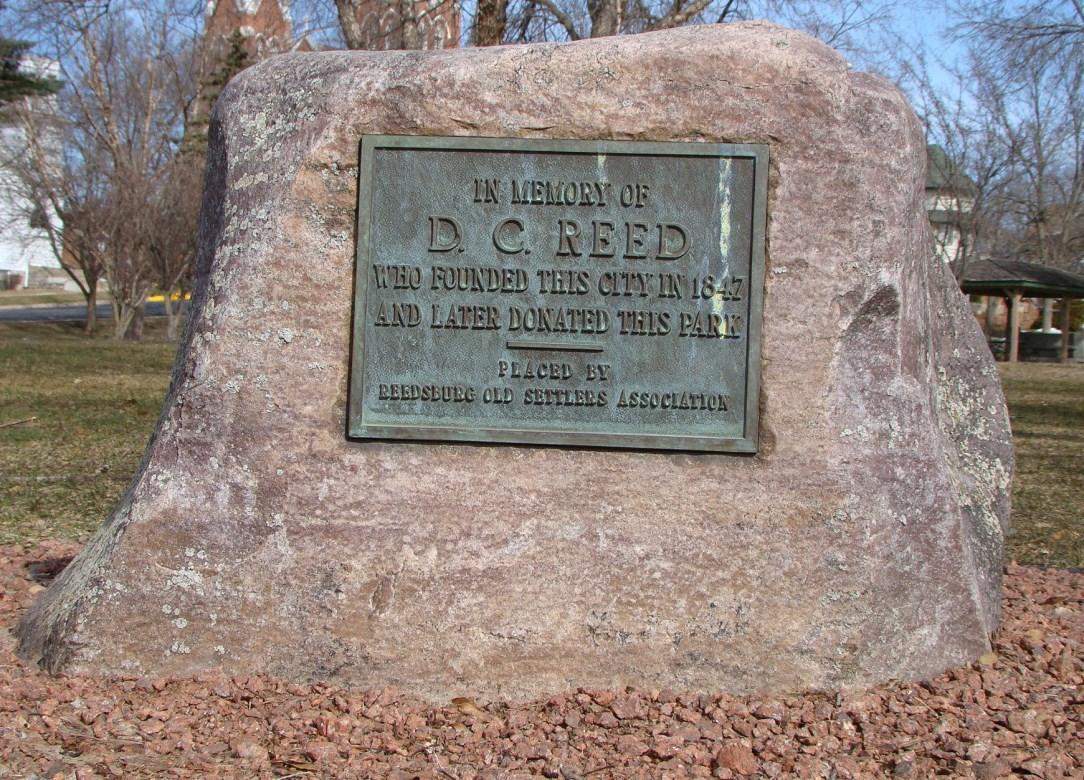 IN MEMORY OF
D. C. REED
WHO FOUNDED THIS CITY IN 1847
AND LATER DONATED THIS PARK
PLACED BY
REEDSBURG OLD SETTLERS ASSOCIATION